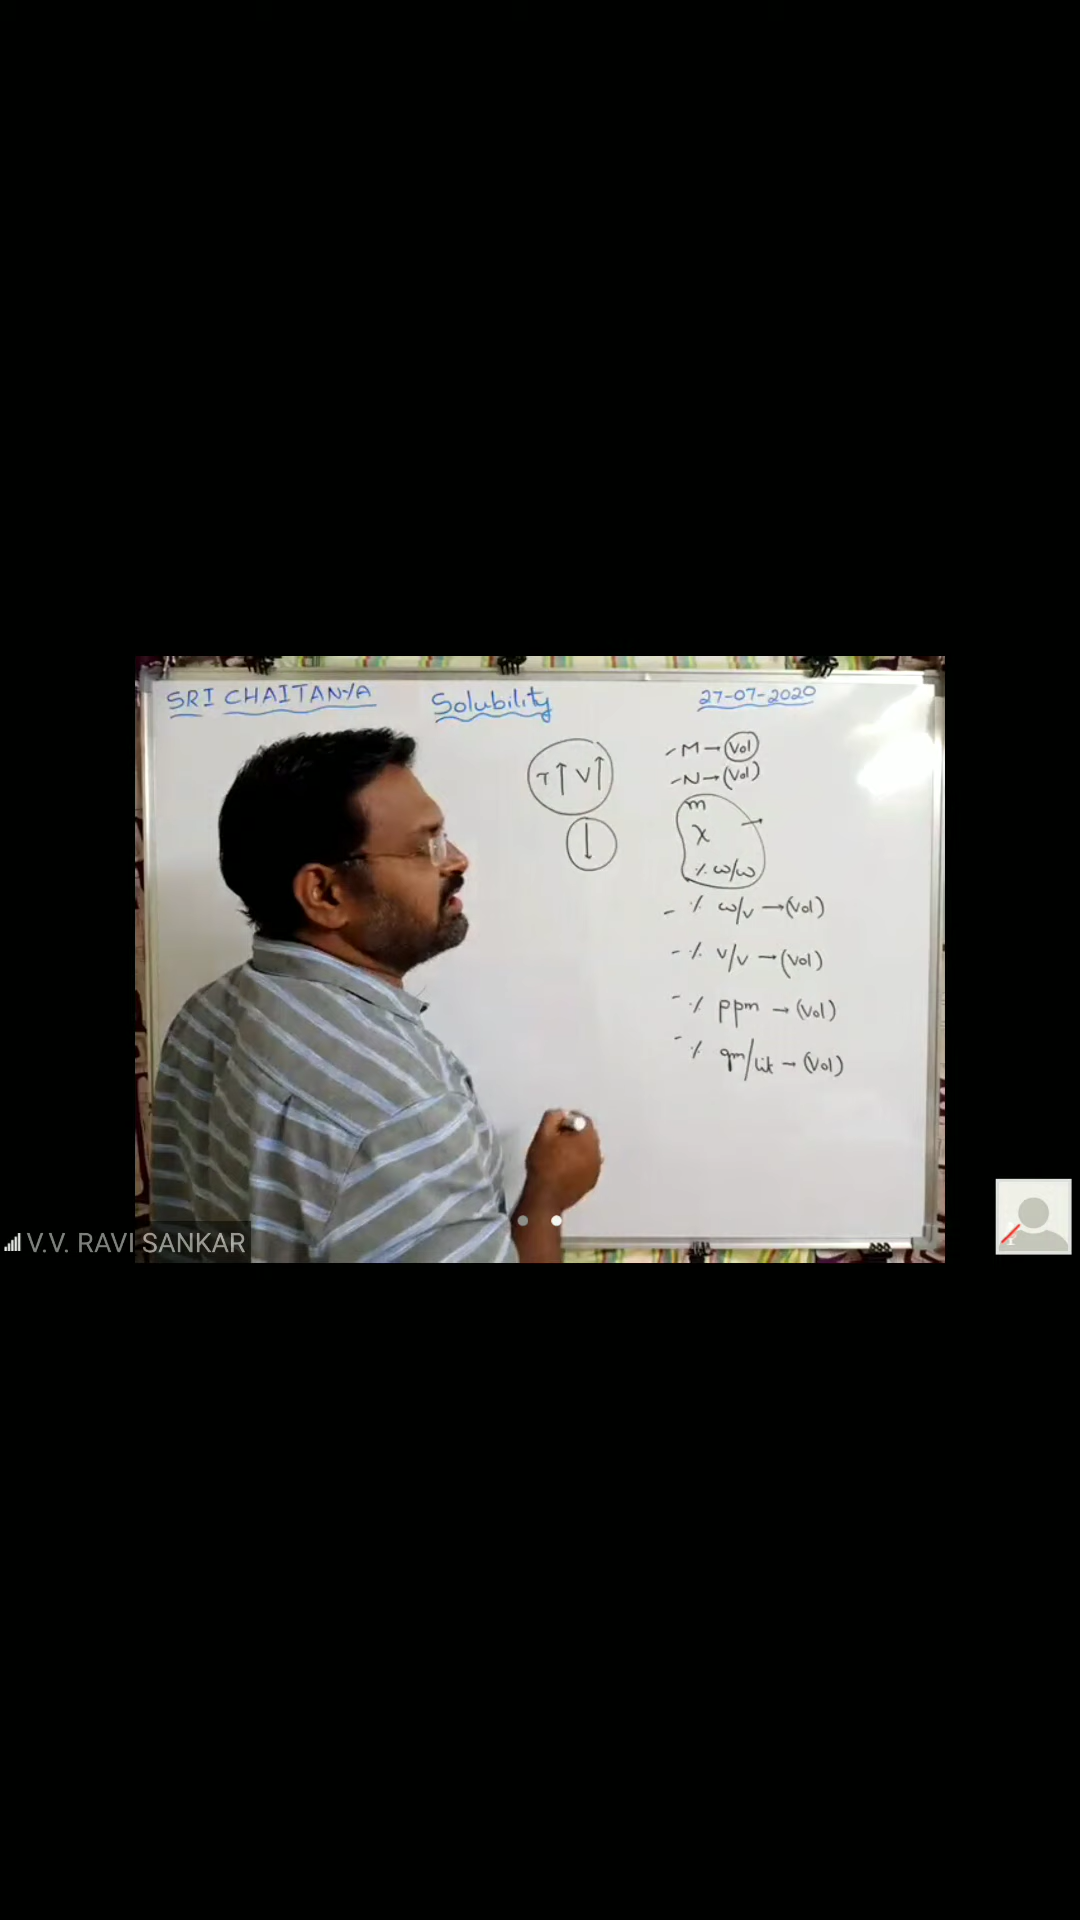 SRI CHAITANYA
Solubility
27-07-2020
T↑ V↑
↓
- M → (Vol)
- N → (Vol)
m
χ →
% w/w
- % w/v → (Vol)
- % v/v → (Vol)
- % ppm → (Vol)
- % gm/lit → (Vol)
V.V. RAVI SANKAR